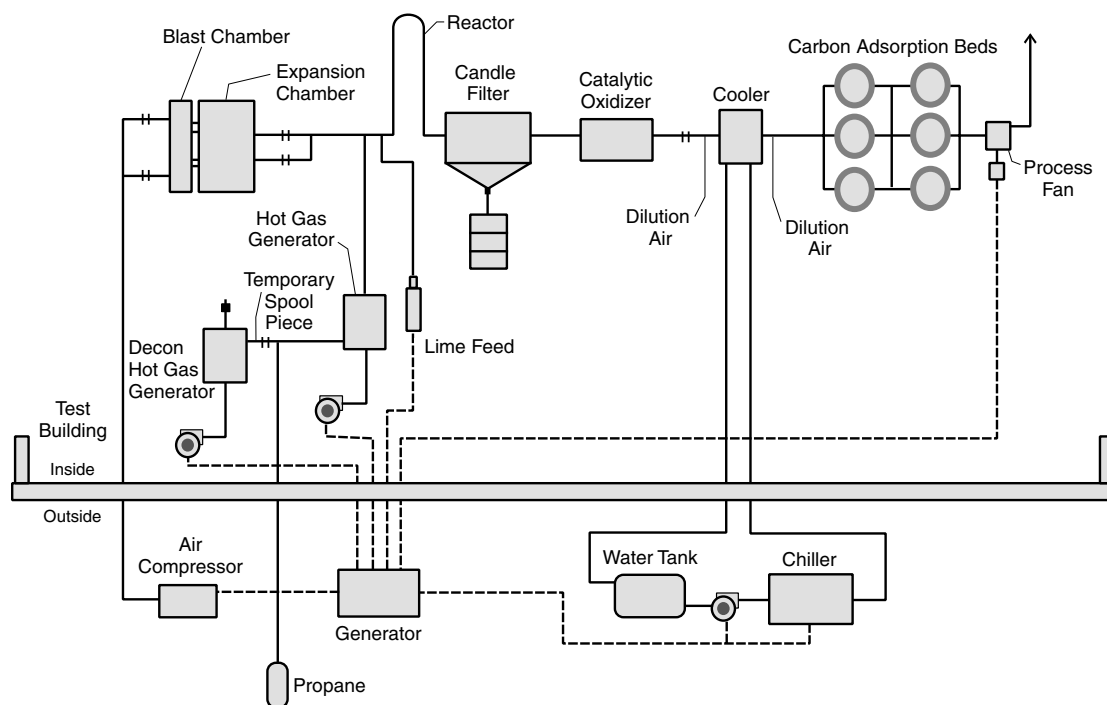 Reactor
Blast Chamber
Expansion
Chamber
Candle
Filter
Catalytic
Oxidizer
Cooler
Carbon Adsorption Beds
Process
Fan
Dilution
Air
Dilution
Air
Hot Gas
Generator
Temporary
Spool
Piece
Lime Feed
Decon
Hot Gas
Generator
Test
Building
Inside
Outside
Air
Compressor
Generator
Water Tank
Chiller
Propane